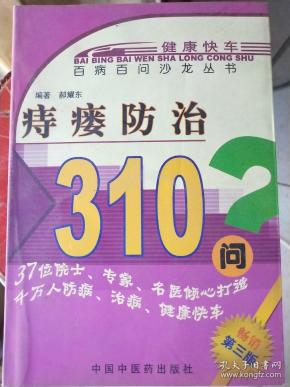 健康快车
BAI BING BAI WEN SHA LONG CONG SHU
百病百问沙龙丛书
编著 郝耀东
痔瘘防治
310?
问
37位院士、专家、名医倾心打造
千万人防病、治病、健康快车
畅销
第三版
中国中医药出版社